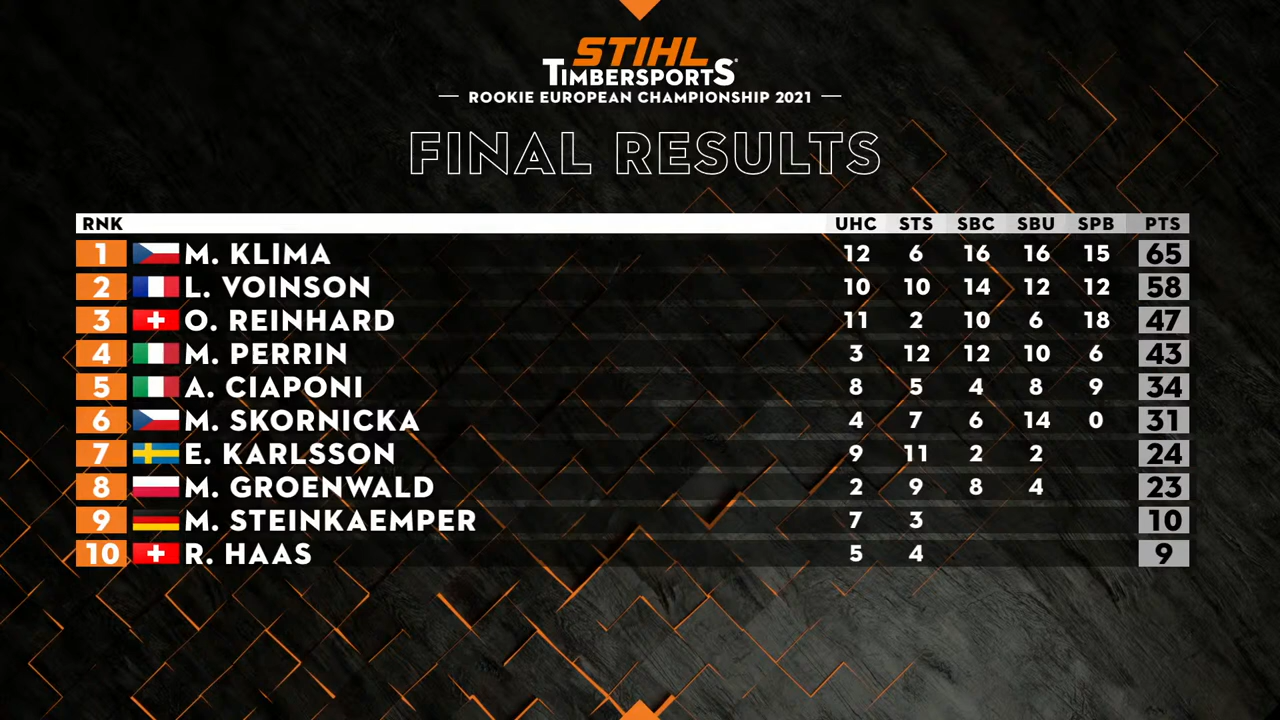 STIHL
TIMBERSPORTS®
ROOKIE EUROPEAN CHAMPIONSHIP 2021
FINAL RESULTS
RNK UHC STS SBC SBU SPB PTS
1 M. KLIMA 12 6 16 16 15 65
2 L. VOINSON 10 10 14 12 12 58
3 O. REINHARD 11 2 10 6 18 47
4 M. PERRIN 3 12 12 10 6 43
5 A. CIAPONI 8 5 4 8 9 34
6 M. SKORNICKA 4 7 6 14 0 31
7 E. KARLSSON 9 11 2 2 24
8 M. GROENWALD 2 9 8 4 23
9 M. STEINKAEMPER 7 3 10
10 R. HAAS 5 4 9